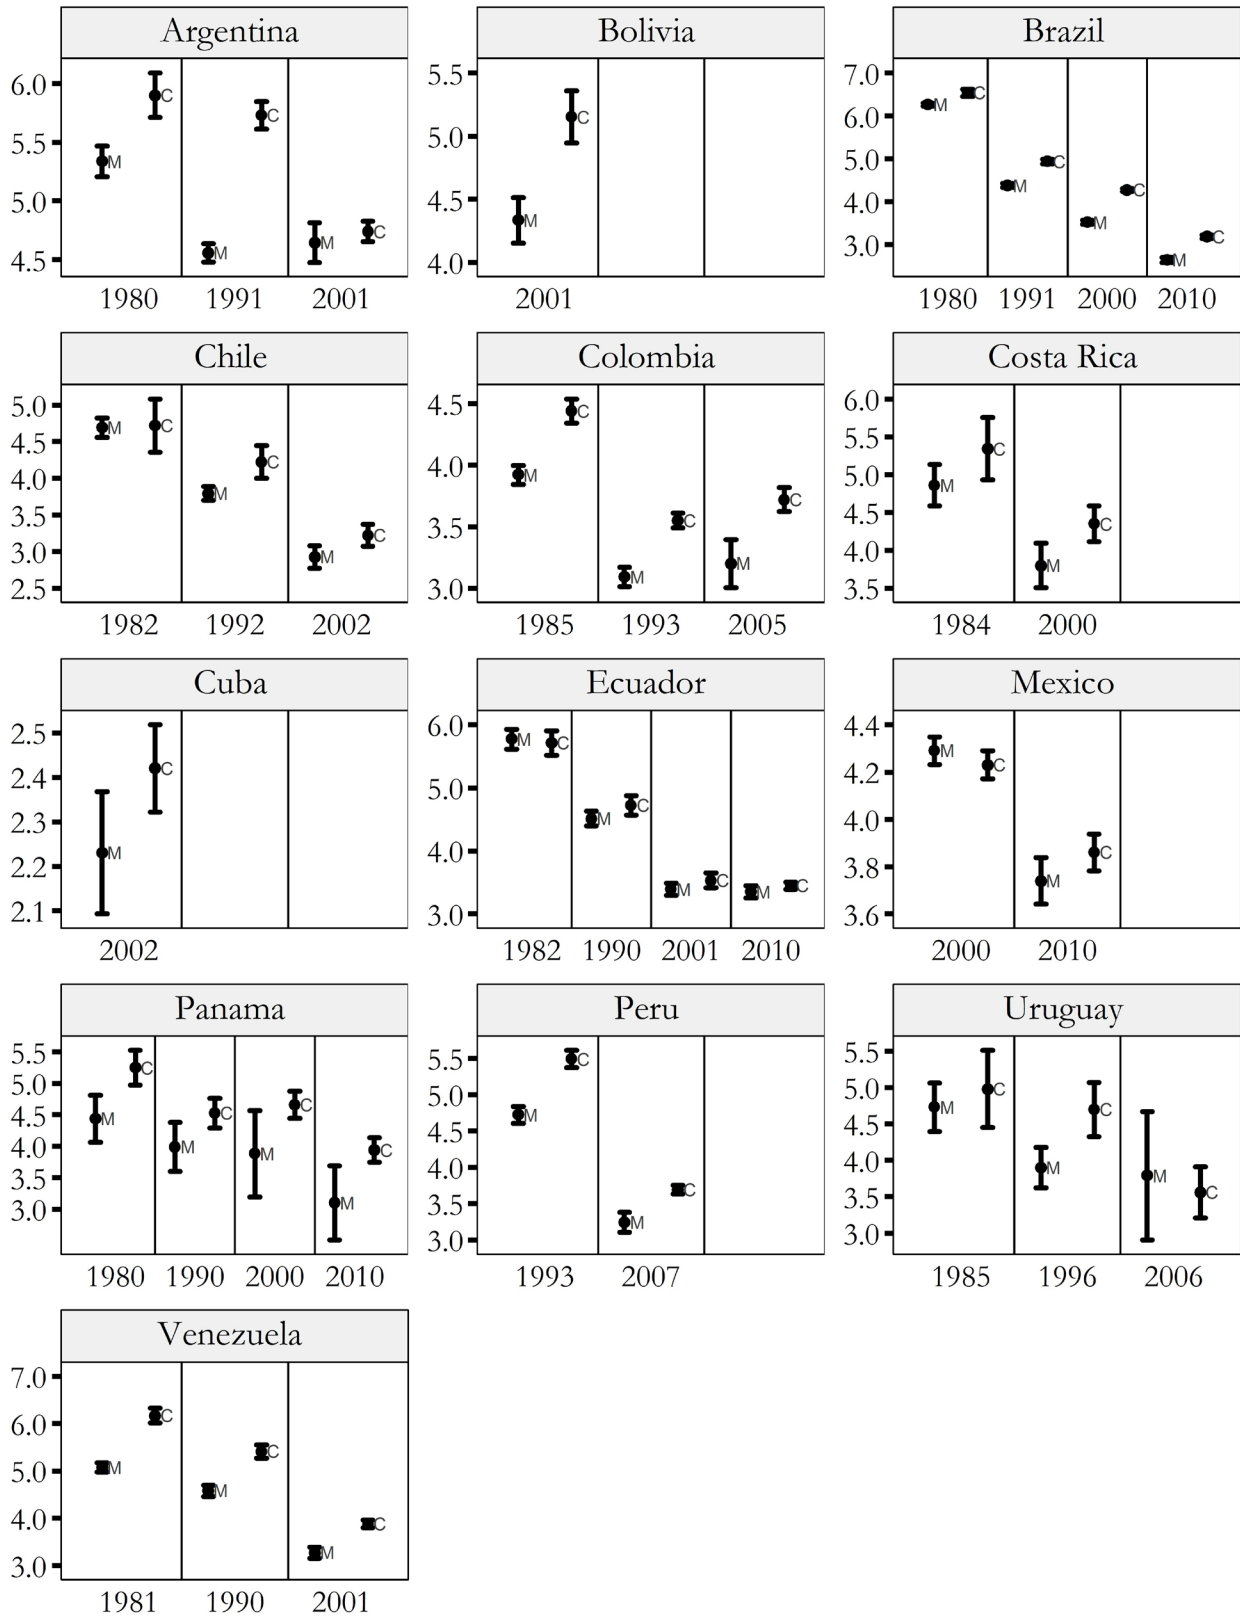 Argentina
6.0
5.5
5.0
4.5
M C C M M C
1980 1991 2001
Bolivia
5.5
5.0
4.5
4.0
M C
2001
Brazil
7.0
6.0
5.0
4.0
3.0
M C M C M C M C
1980 1991 2000 2010
Chile
5.0
4.5
4.0
3.5
3.0
2.5
M C M C M C
1982 1992 2002
Colombia
4.5
4.0
3.5
3.0
M C M C M C
1985 1993 2005
Costa Rica
6.0
5.5
5.0
4.5
4.0
3.5
M C M C
1984 2000
Cuba
2.5
2.4
2.3
2.2
2.1
M C
2002
Ecuador
6.0
5.0
4.0
3.0
M C M C M C M C
1982 1990 2001 2010
Mexico
4.4
4.2
4.0
3.8
3.6
M C M C
2000 2010
Panama
5.5
5.0
4.5
4.0
3.5
3.0
M C M C M C M C
1980 1990 2000 2010
Peru
5.5
5.0
4.5
4.0
3.5
3.0
M C M C
1993 2007
Uruguay
5.5
5.0
4.5
4.0
3.5
3.0
M C M C M C
1985 1996 2006
Venezuela
7.0
6.0
5.0
4.0
3.0
M C M C M C
1981 1990 2001